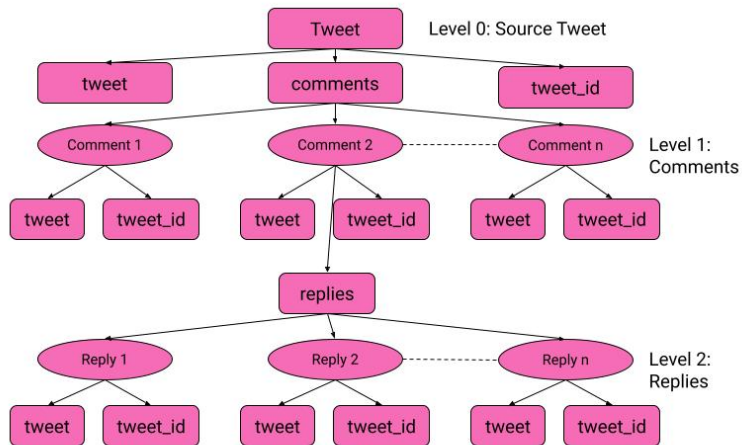 Tweet
Level 0: Source Tweet
tweet
comments
tweet_id
Comment 1
Comment 2
Comment n
Level 1:
Comments
tweet
tweet_id
tweet
tweet_id
tweet
tweet_id
replies
Reply 1
Reply 2
Reply n
Level 2:
Replies
tweet
tweet_id
tweet
tweet_id
tweet
tweet_id